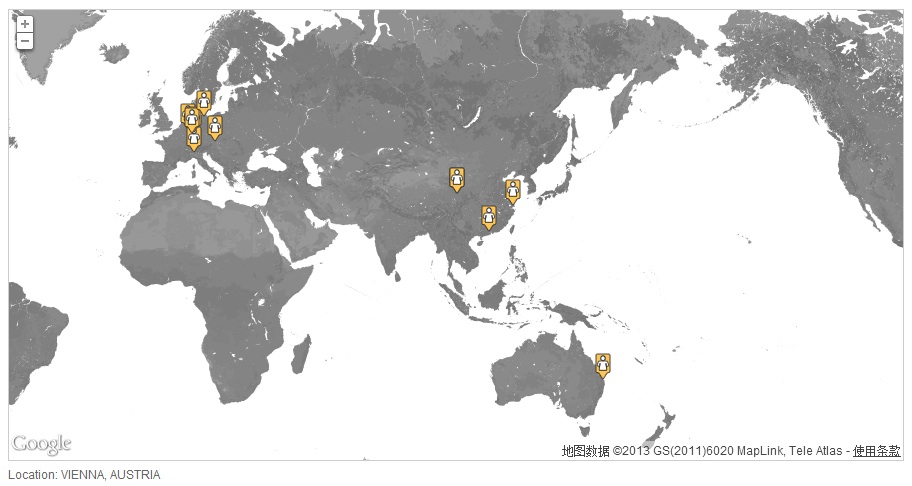 +
−
Google
地图数据 ©2013 GS(2011)6020 MapLink, Tele Atlas - 使用条款
Location: VIENNA, AUSTRIA